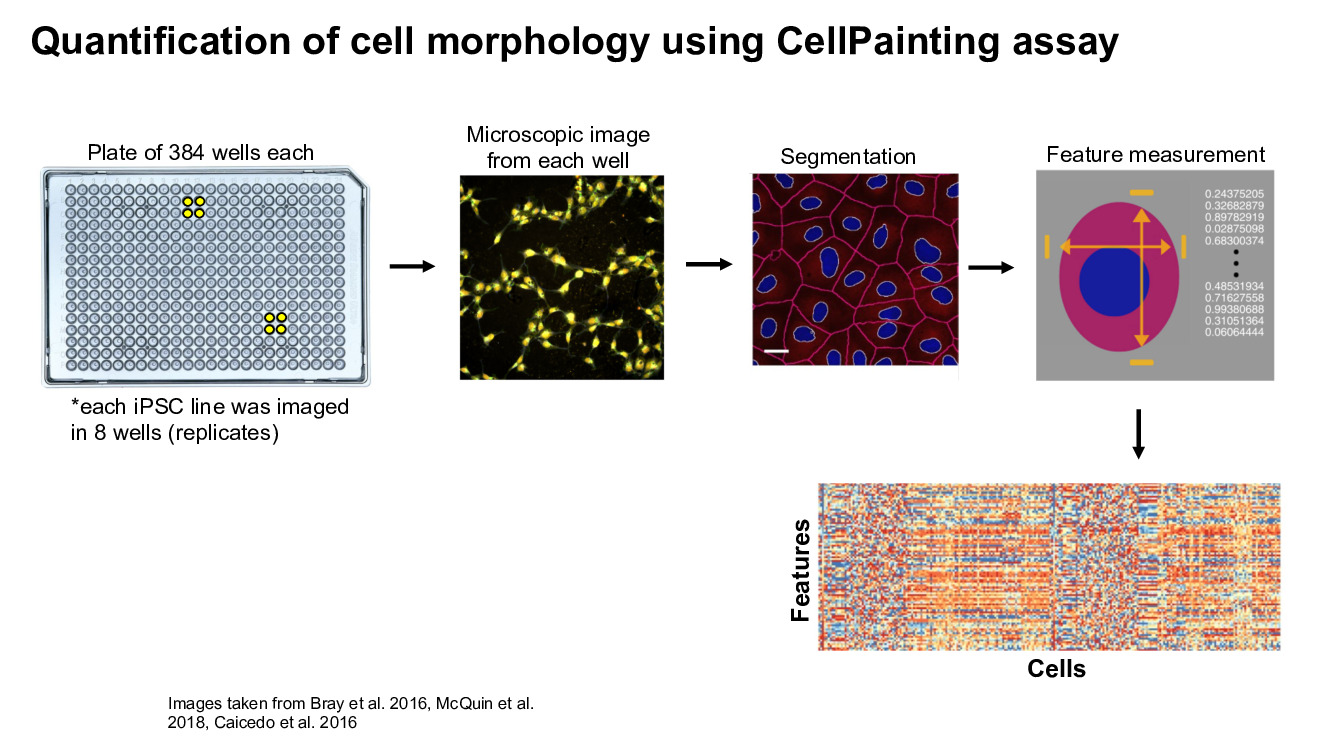 Quantification of cell morphology using CellPainting assay
Plate of 384 wells each
*each iPSC line was imaged
in 8 wells (replicates)
Microscopic image
from each well
Segmentation
Feature measurement
0.24375205
0.32682879
0.89782919
0.02875098
0.68300374
0.48531934
0.71627558
0.99380688
0.31051364
0.06064444
Features
Cells
Images taken from Bray et al. 2016, McQuin et al.
2018, Caicedo et al. 2016